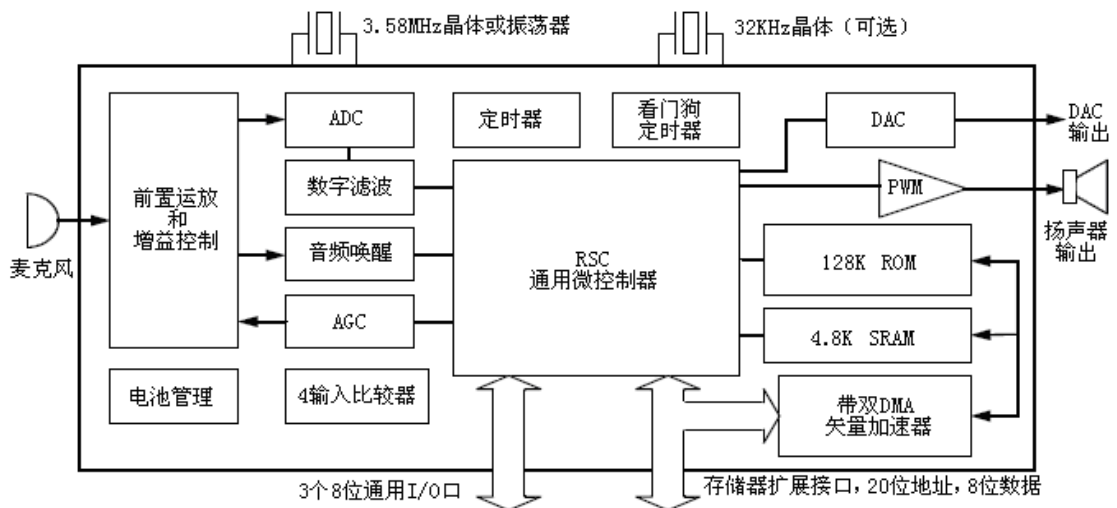 3.58MHz晶体或振荡器
32KHz晶体（可选）
ADC
定时器
看门狗
定时器
DAC
DAC
输出
前置运放
和
增益控制
数字滤波
PWM
麦克风
音频唤醒
RSC
通用微控制器
128K ROM
扬声器
输出
AGC
4.8K SRAM
电池管理
4输入比较器
带双DMA
矢量加速器
3个8位通用I/O口
存储器扩展接口,20位地址,8位数据